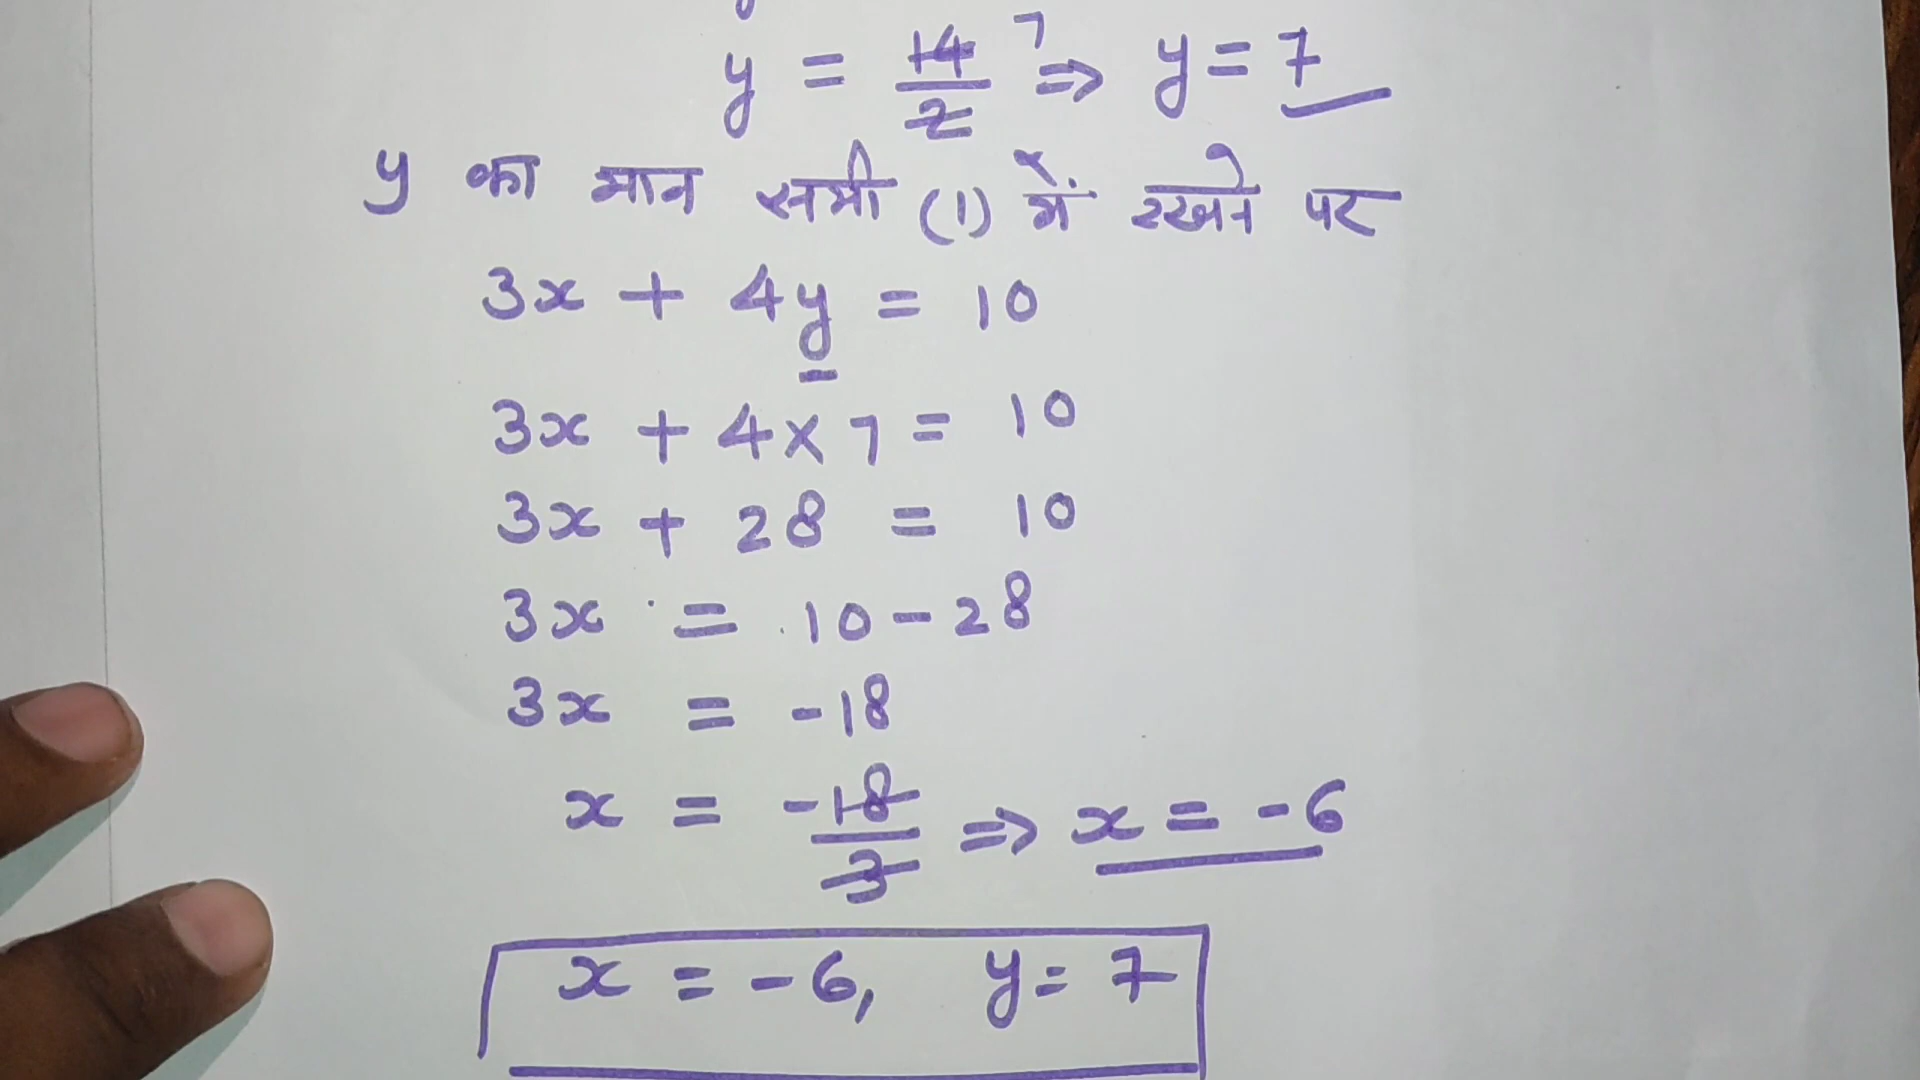 y = 14/2 7 ⇒ y = 7
y का मान समी (1) में रखने पर
3x + 4y = 10
3x + 4 × 7 = 10
3x + 28 = 10
3x = 10 - 28
3x = -18
x = -18/3 ⇒ x = -6
x = -6, y = 7